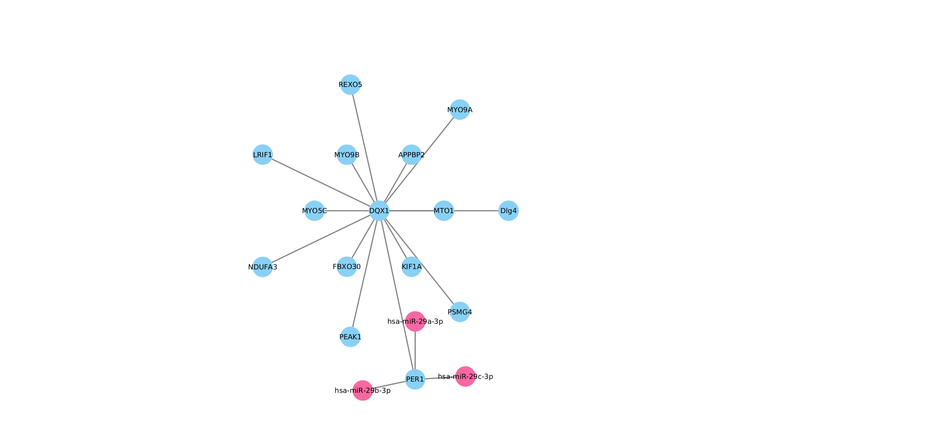 REXO5
MYO9A
LRIF1
MYO9B
APPBP2
MYO5C
DQX1
MTO1
Dlg4
NDUFA3
FBXO30
KIF1A
PSMG4
hsa-miR-29a-3p
PEAK1
PER1
hsa-miR-29c-3p
hsa-miR-29b-3p